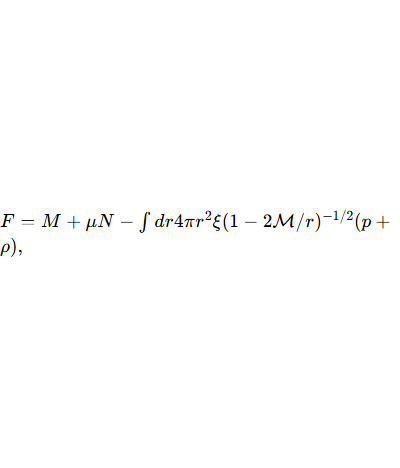 F = M + μN − ∫ dr4πr²ξ(1 − 2ℳ/r)⁻¹/²(p +
ρ),